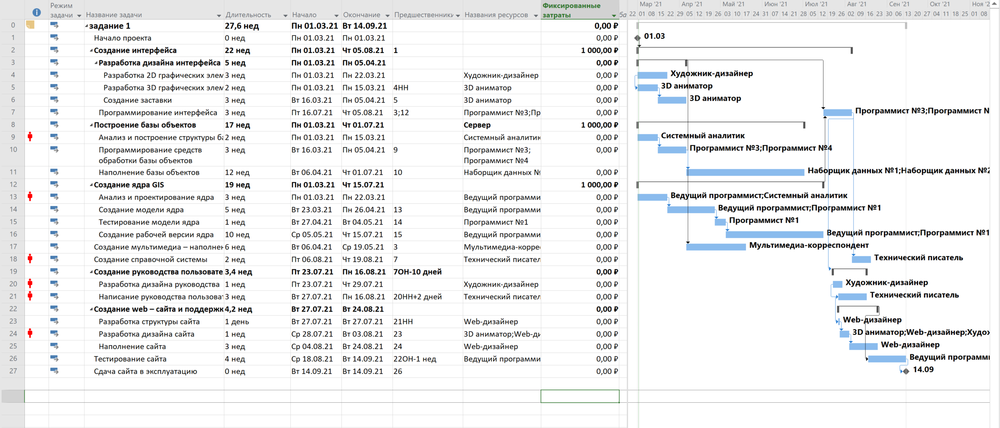 Режим задачи	Название задачи	Длительность	Начало	Окончание	Предшественники	Названия ресурсов	Фиксированные затраты	ба
Мар '21	Апр '21	Май '21	Июн '21	Июл '21	Авг '21	Сен '21	Окт '21	Ноя '2
22 01 08 15 22 29 05 12 19 26 03 10 17 24 31 07 14 21 28 05 12 19 26 02 09 16 23 30 06 13 20 27 04 11 18 25 01 08
0	задание 1	27,6 нед	Пн 01.03.21	Вт 14.09.21	0,00 ₽
1	Начало проекта	0 нед	Пн 01.03.21	Пн 01.03.21	0,00 ₽	01.03
2	Создание интерфейса	22 нед	Пн 01.03.21	Чт 05.08.21	1	1 000,00 ₽
3	Разработка дизайна интерфейса	5 нед	Пн 01.03.21	Пн 05.04.21	0,00 ₽
4	Разработка 2D графических элем	3 нед	Пн 01.03.21	Пн 22.03.21	Художник-дизайнер	0,00 ₽	Художник-дизайнер
5	Разработка 3D графических элем	2 нед	Пн 01.03.21	Пн 15.03.21	4НН	3D аниматор	0,00 ₽	3D аниматор
6	Создание заставки	3 нед	Вт 16.03.21	Пн 05.04.21	5	3D аниматор	0,00 ₽	3D аниматор
7	Программирование интерфейса	3 нед	Пт 16.07.21	Чт 05.08.21	3;12	Программист №3;Пр	0,00 ₽	Программист №3;Программист N
8	Построение базы объектов	17 нед	Пн 01.03.21	Чт 01.07.21	Сервер	1 000,00 ₽
9	Анализ и построение структуры ба	2 нед	Пн 01.03.21	Пн 15.03.21	Системный аналитик	0,00 ₽	Системный аналитик
10	Программирование средств обработки базы объектов	3 нед	Вт 16.03.21	Пн 05.04.21	9	Программист №3; Программист №4	0,00 ₽	Программист №3;Программист №4
11	Наполнение базы объектов	12 нед	Вт 06.04.21	Чт 01.07.21	10	Наборщик данных №	0,00 ₽	Наборщик данных №1;Наборщик данных №2
12	Создание ядра GIS	19 нед	Пн 01.03.21	Чт 15.07.21	1 000,00 ₽
13	Анализ и проектирование ядра	3 нед	Пн 01.03.21	Пн 22.03.21	Ведущий программи	0,00 ₽	Ведущий программист;Системный аналитик
14	Создание модели ядра	5 нед	Вт 23.03.21	Пн 26.04.21	13	Ведущий программи	0,00 ₽	Ведущий программист;Программист №1
15	Тестирование модели ядра	1 нед	Вт 27.04.21	Вт 04.05.21	14	Программист №1	0,00 ₽	Программист №1
16	Создание рабочей версии ядра	10 нед	Ср 05.05.21	Чт 15.07.21	15	Ведущий программи	0,00 ₽	Ведущий программист;Программист №1
17	Создание мультимедиа – наполнен	6 нед	Вт 06.04.21	Ср 19.05.21	3	Мультимедиа-коррес	0,00 ₽	Мультимедиа-корреспондент
18	Создание справочной системы	2 нед	Пт 06.08.21	Чт 19.08.21	7	Технический писател	0,00 ₽	Технический писатель
19	Создание руководства пользовате	3,4 нед	Пт 23.07.21	Пн 16.08.21	7ОН-10 дней	0,00 ₽
20	Разработка дизайна руководства	1 нед	Пт 23.07.21	Чт 29.07.21	Художник-дизайнер	0,00 ₽	Художник-дизайнер
21	Написание руководства пользоват	3 нед	Вт 27.07.21	Пн 16.08.21	20НН+2 дней	Технический писател	0,00 ₽	Технический писатель
22	Создание web – сайта и поддержк	4,2 нед	Вт 27.07.21	Вт 24.08.21	0,00 ₽
23	Разработка структуры сайта	1 день	Вт 27.07.21	Вт 27.07.21	21НН	Web-дизайнер	0,00 ₽	Web-дизайнер
24	Разработка дизайна сайта	1 нед	Ср 28.07.21	Вт 03.08.21	23	3D аниматор;Web-ди	0,00 ₽	3D аниматор;Web-дизайнер;Худож
25	Наполнение сайта	3 нед	Ср 04.08.21	Вт 24.08.21	24	Web-дизайнер	0,00 ₽	Web-дизайнер
26	Тестирование сайта	4 нед	Ср 18.08.21	Вт 14.09.21	22ОН-1 нед	Ведущий программи	0,00 ₽	Ведущий программи
27	Сдача сайта в эксплуатацию	0 нед	Вт 14.09.21	Вт 14.09.21	26	0,00 ₽	14.09